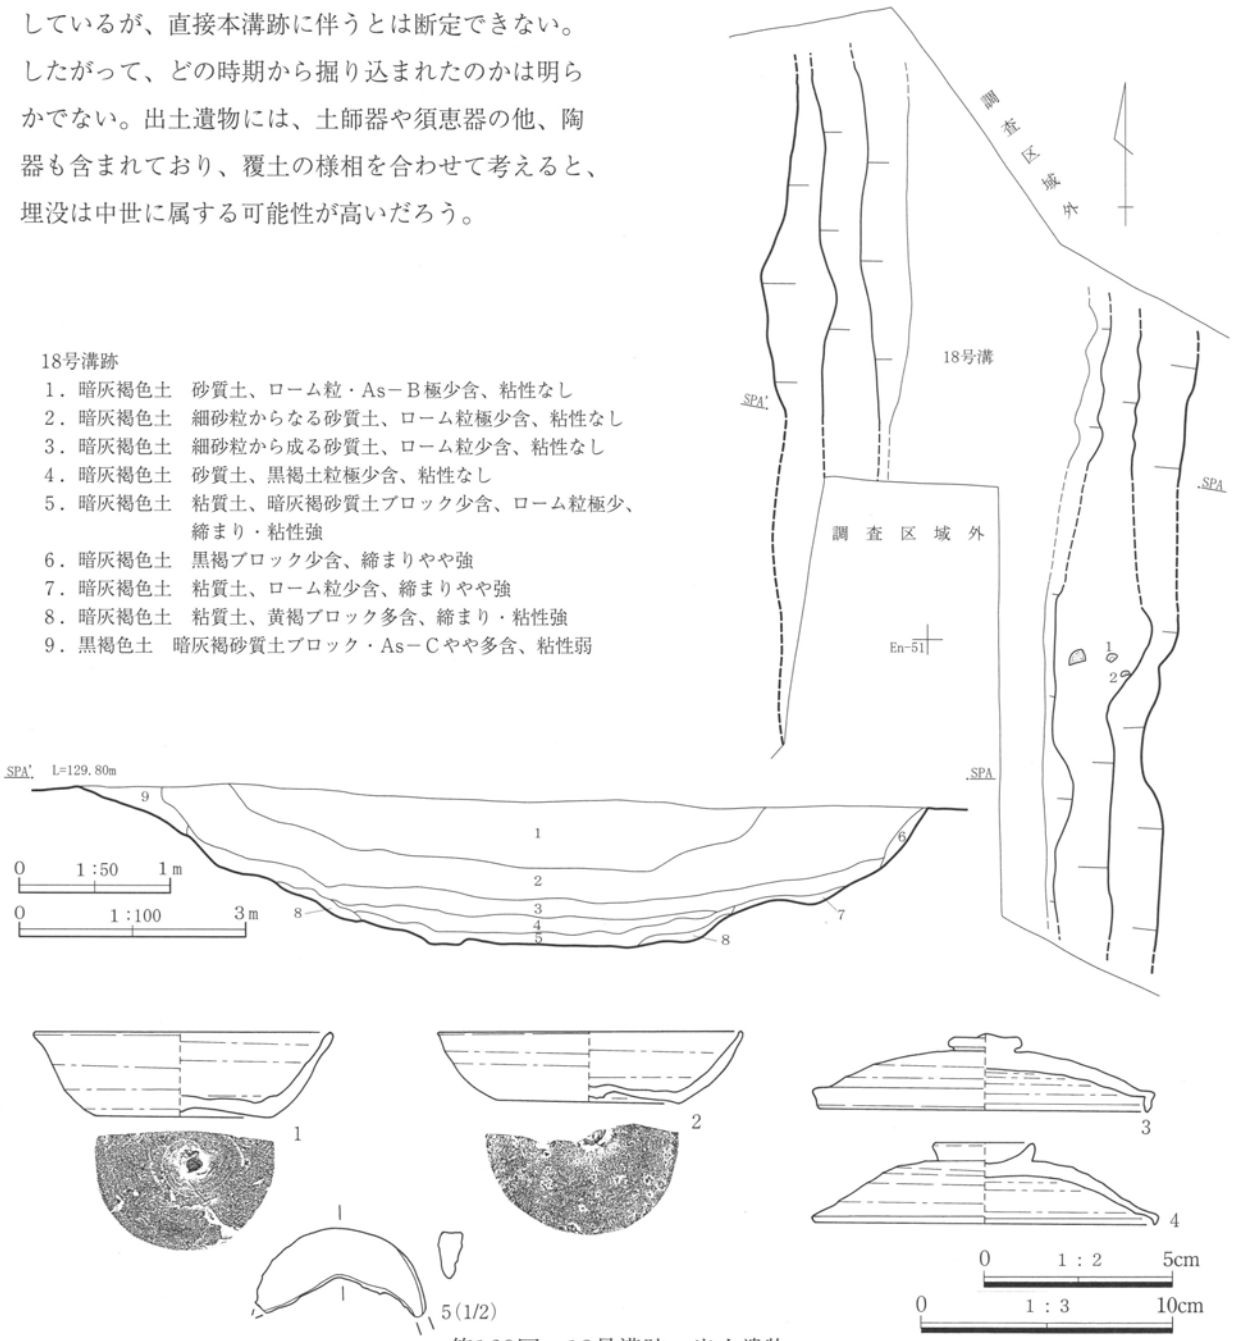 しているが、直接本溝跡に伴うとは断定できない。
したがって、どの時期から掘り込まれたのかは明ら
かでない。出土遺物には、土師器や須恵器の他、陶
器も含まれており、覆土の様相を合わせて考えると、
埋没は中世に属する可能性が高いだろう。
18号溝跡
1. 暗灰褐色土 砂質土、ローム粒・As－B極少含、粘性なし
2. 暗灰褐色土 細砂粒からなる砂質土、ローム粒極少含、粘性なし
3. 暗灰褐色土 細砂粒から成る砂質土、ローム粒少含、粘性なし
4. 暗灰褐色土 砂質土、黒褐土粒極少含、粘性なし
5. 暗灰褐色土 粘質土、暗灰褐砂質土ブロック少含、ローム粒極少、
締まり・粘性強
6. 暗灰褐色土 黒褐ブロック少含、締まりやや強
7. 暗灰褐色土 粘質土、ローム粒少含、締まりやや強
8. 暗灰褐色土 粘質土、黄褐ブロック多含、締まり・粘性強
9. 黒褐色土 暗灰褐砂質土ブロック・As－Cやや多含、粘性弱
調査区域外
18号溝
SPA'
SPA
調査区域外
En-51
1
2
SPA' L=129.80m
SPA
9
1
6
2
3
8
4
7
5
8
0 1:50 1m
0 1:100 3m
1
2
3
4
5(1/2)
0 1:2 5cm
0 1:3 10cm